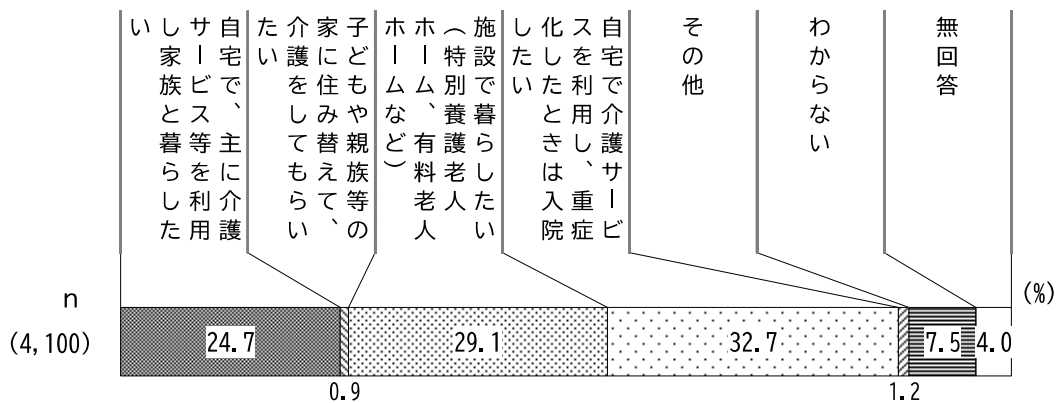 自宅で、主に介護
サービス等を利用
し家族と暮らした
い
子どもや親族等の
家に住み替えて、
介護をしてもらい
たい
施設で暮らしたい
（特別養護老人
ホーム、有料老人
ホームなど）
自宅で介護サービ
スを利用し、重症
化したときは入院
したい
その他
わからない
無回答
n
(%)
(4,100)
24.7
29.1
32.7
7.5
4.0
0.9
1.2